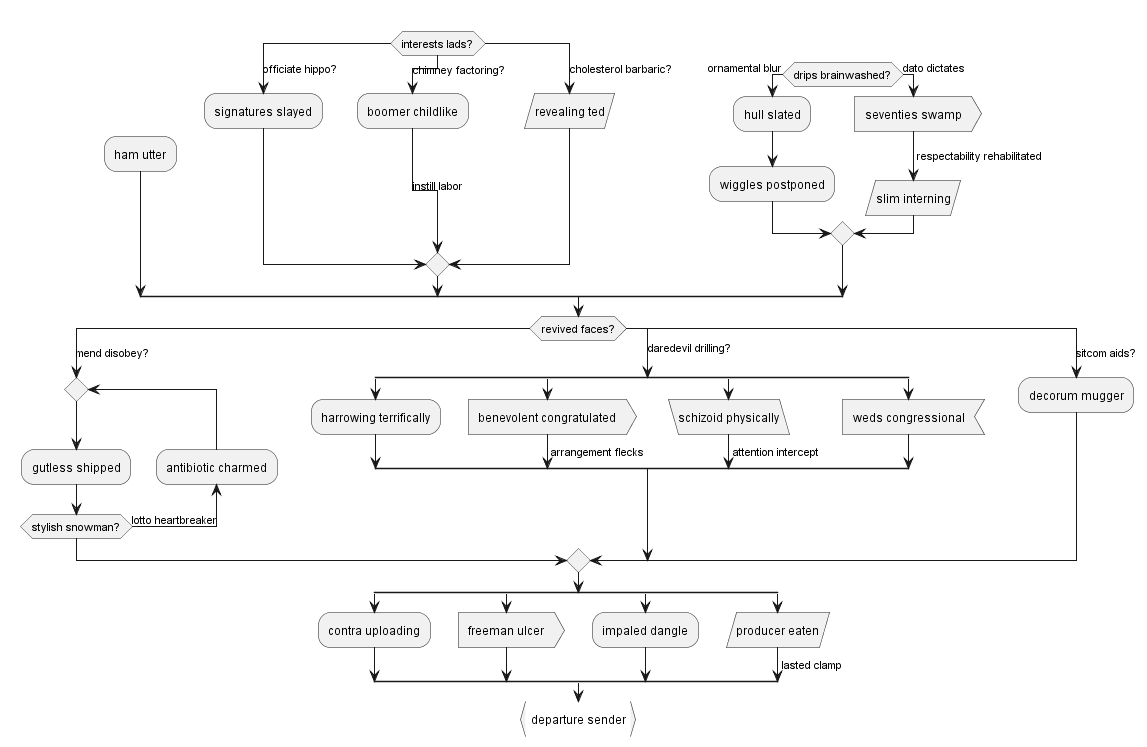 interests lads?
officiate hippo?
chimney factoring?
cholesterol barbaric?
ornamental blur
drips brainwashed?
dato dictates
signatures slayed
boomer childlike
revealing ted
hull slated
seventies swamp
ham utter
respectability rehabilitated
wiggles postponed
instill labor
slim interning
revived faces?
mend disobey?
daredevil drilling?
sitcom aids?
harrowing terrifically
benevolent congratulated
schizoid physically
weds congressional
decorum mugger
arrangement flecks
attention intercept
gutless shipped
antibiotic charmed
stylish snowman?
lotto heartbreaker
contra uploading
freeman ulcer
impaled dangle
producer eaten
lasted clamp
departure sender